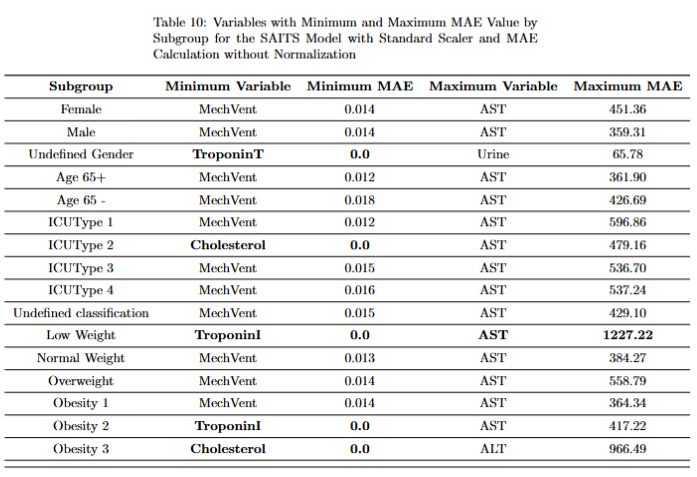 Table 10: Variables with Minimum and Maximum MAE Value by
Subgroup for the SAITS Model with Standard Scaler and MAE
Calculation without Normalization
Subgroup Minimum Variable Minimum MAE Maximum Variable Maximum MAE
Female MechVent 0.014 AST 451.36
Male MechVent 0.014 AST 359.31
Undefined Gender TroponinT 0.0 Urine 65.78
Age 65+ MechVent 0.012 AST 361.90
Age 65 - MechVent 0.018 AST 426.69
ICUType 1 MechVent 0.012 AST 596.86
ICUType 2 Cholesterol 0.0 AST 479.16
ICUType 3 MechVent 0.015 AST 536.70
ICUType 4 MechVent 0.016 AST 537.24
Undefined classification MechVent 0.015 AST 429.10
Low Weight TroponinI 0.0 AST 1227.22
Normal Weight MechVent 0.013 AST 384.27
Overweight MechVent 0.014 AST 558.79
Obesity 1 MechVent 0.014 AST 364.34
Obesity 2 TroponinI 0.0 AST 417.22
Obesity 3 Cholesterol 0.0 ALT 966.49